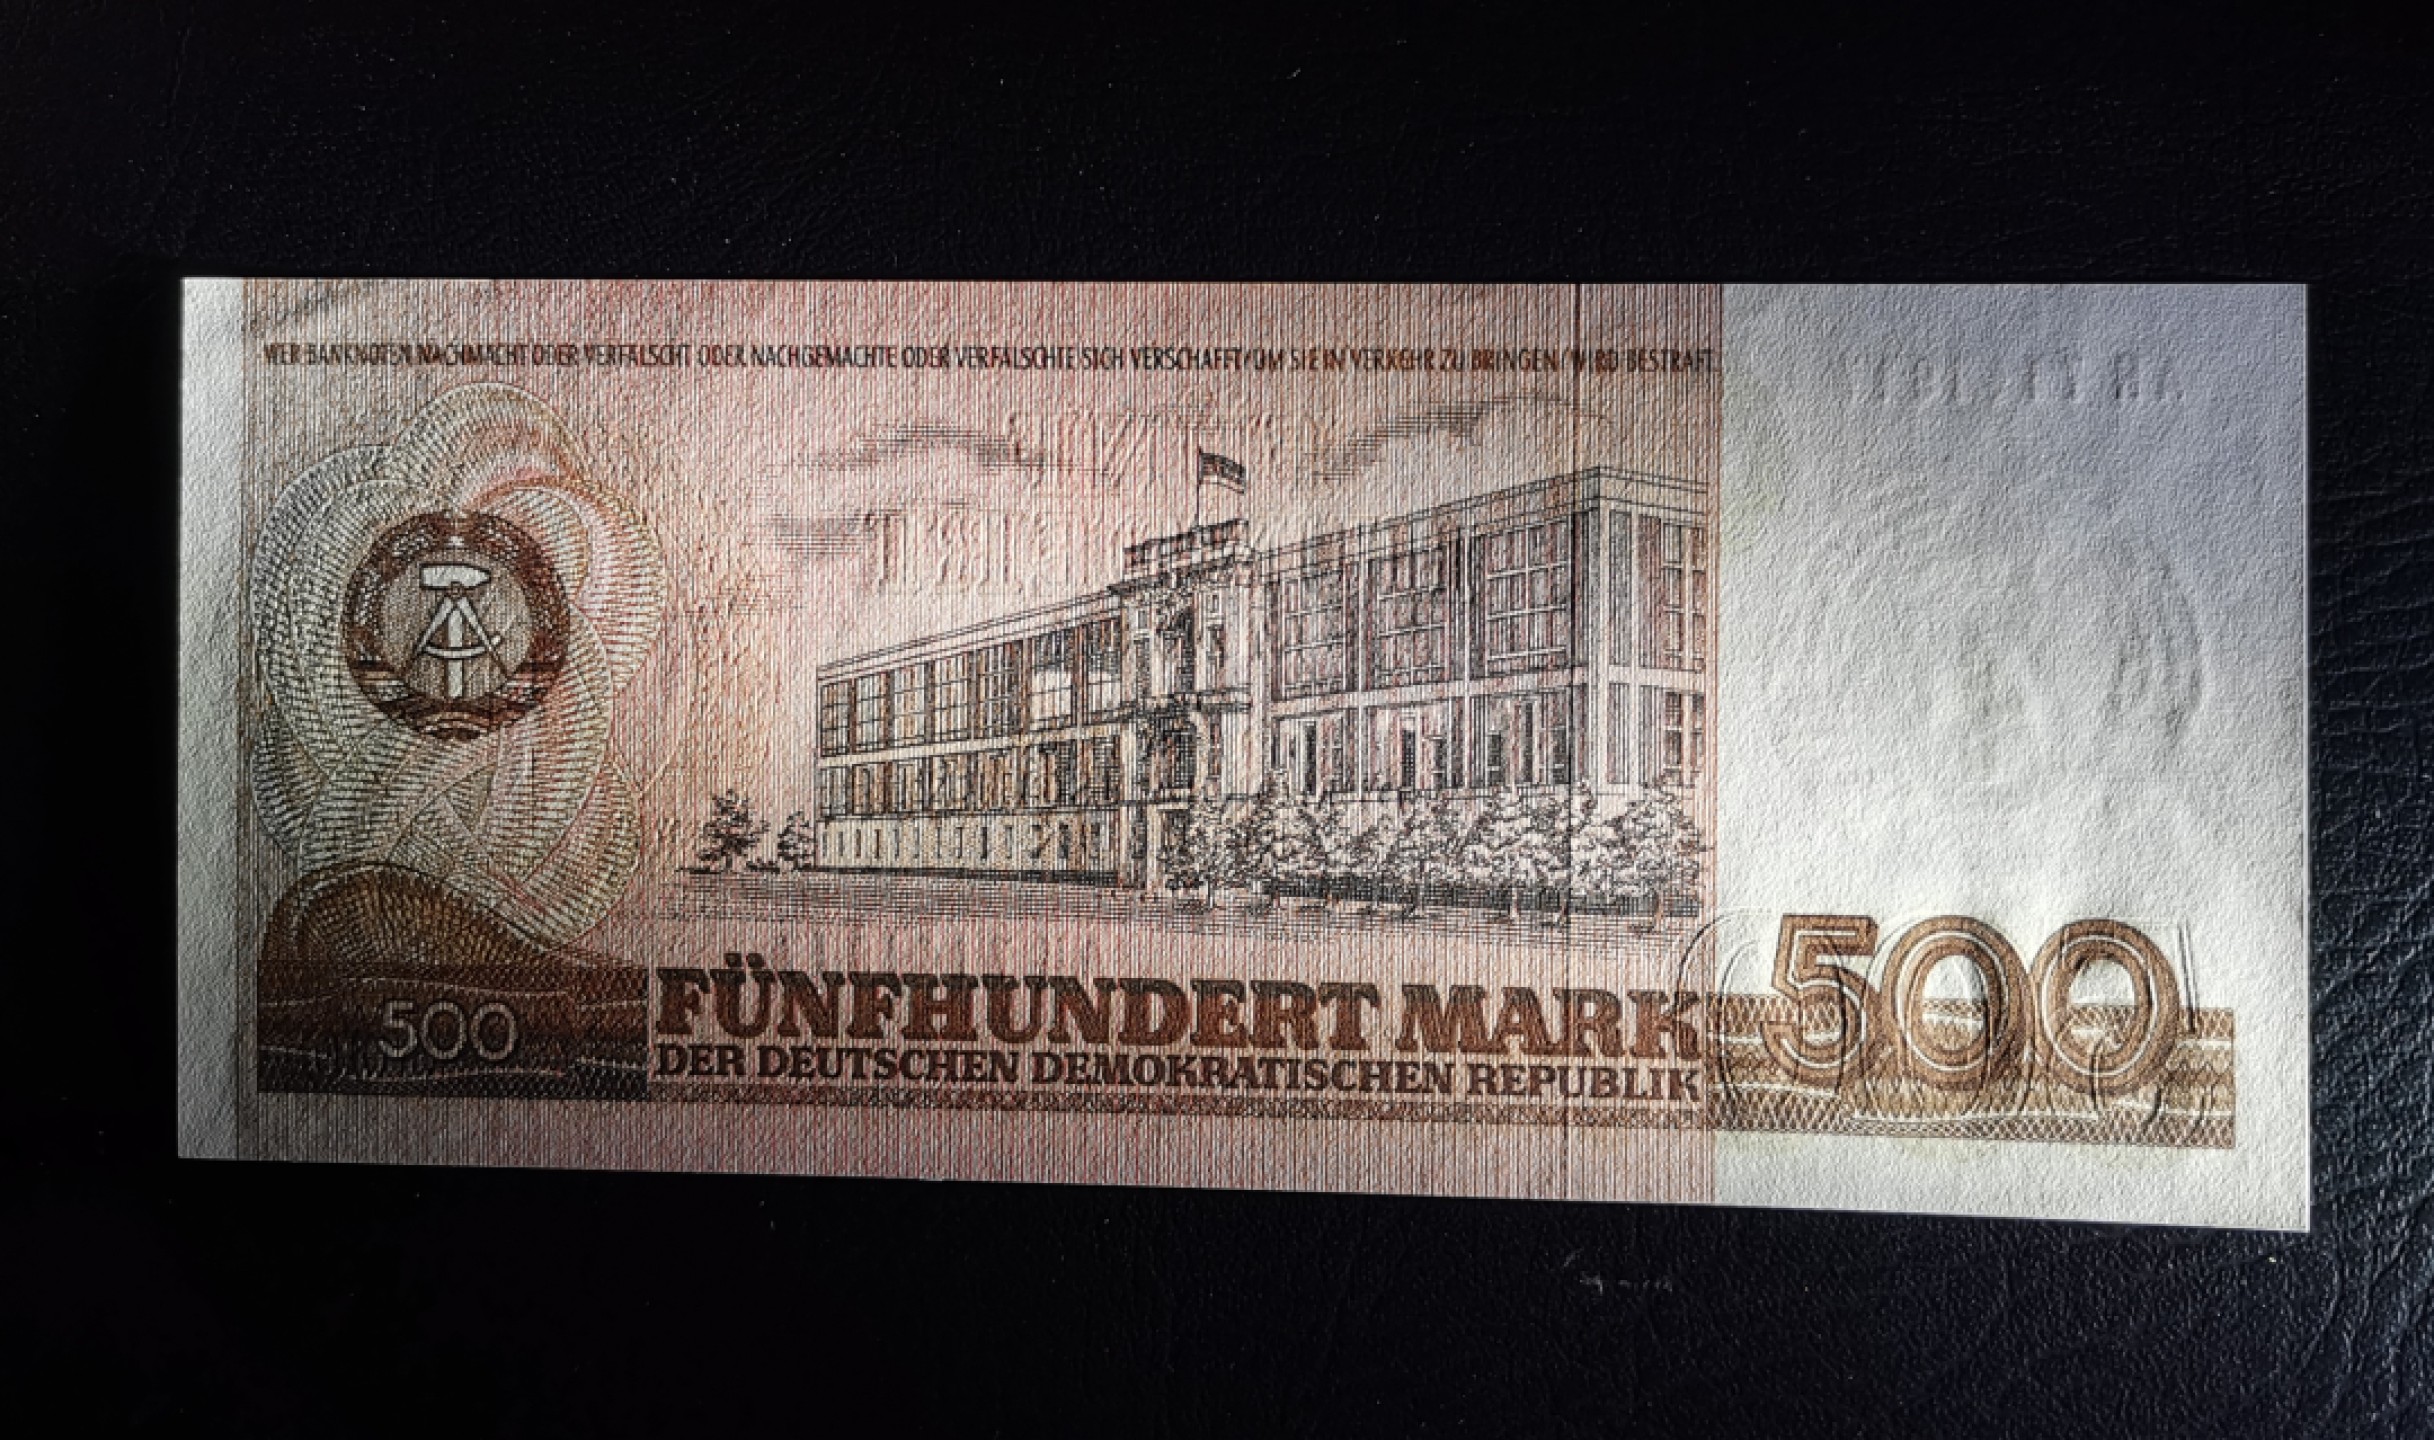 WER BANKNOTEN NACHMACHT ODER VERFÄLSCHT ODER NACHGEMACHTE ODER VERFÄLSCHTE SICH VERSCHAFFT UM SIE IN VERKEHR ZU BRINGEN WIRD BESTRAFT
500
FÜNFHUNDERT MARK
DER DEUTSCHEN DEMOKRATISCHEN REPUBLIK
500